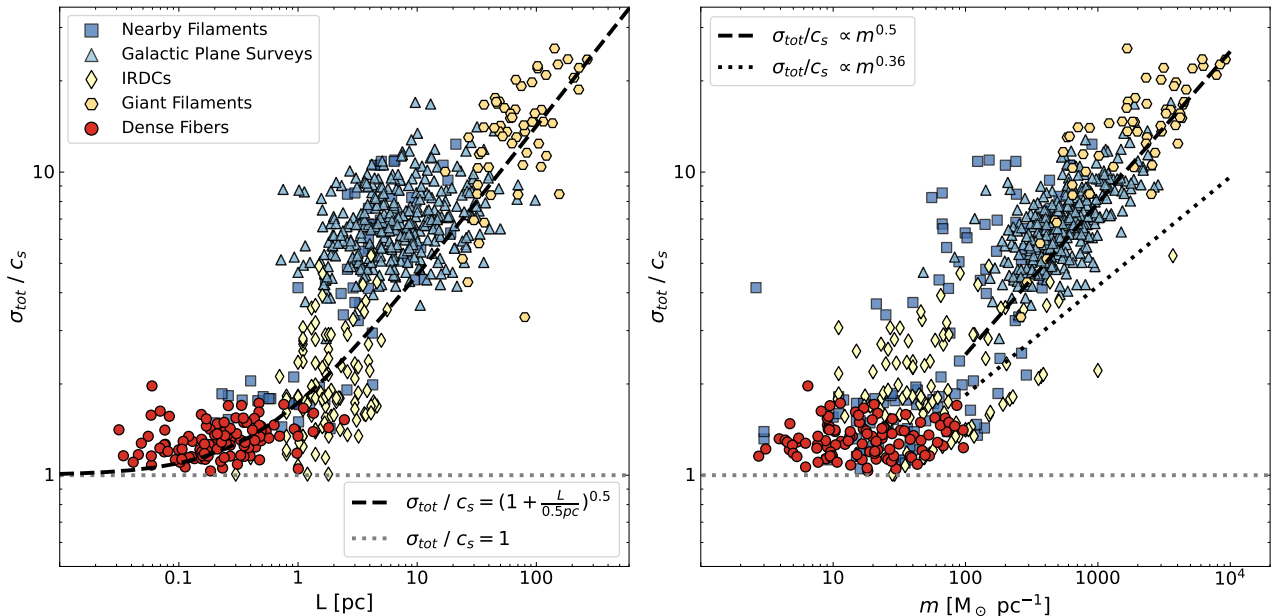 Nearby Filaments
Galactic Plane Surveys
IRDCs
Giant Filaments
Dense Fibers
10
1
σ_tot / c_s
σ_tot / c_s = (1 + L/0.5pc)^0.5
σ_tot / c_s = 1
0.1 1 10 100
L [pc]
σ_tot/c_s ∝ m^0.5
σ_tot/c_s ∝ m^0.36
10
1
σ_tot / c_s
10 100 1000 10^4
m [M_⊙ pc^−1]